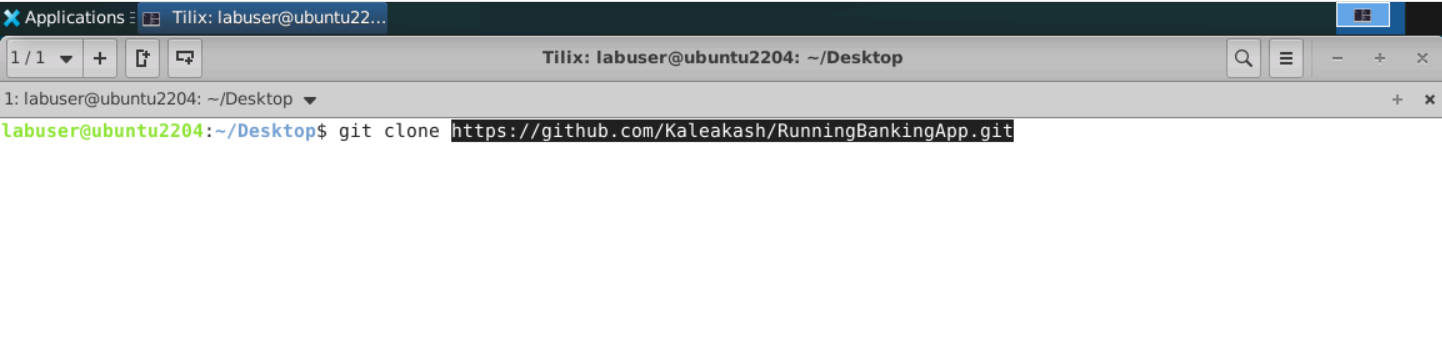 Applications Tilix: labuser@ubuntu22...
1/1 Tilix: labuser@ubuntu2204: ~/Desktop
1: labuser@ubuntu2204: ~/Desktop
labuser@ubuntu2204:~/Desktop$ git clone https://github.com/Kaleakash/RunningBankingApp.git